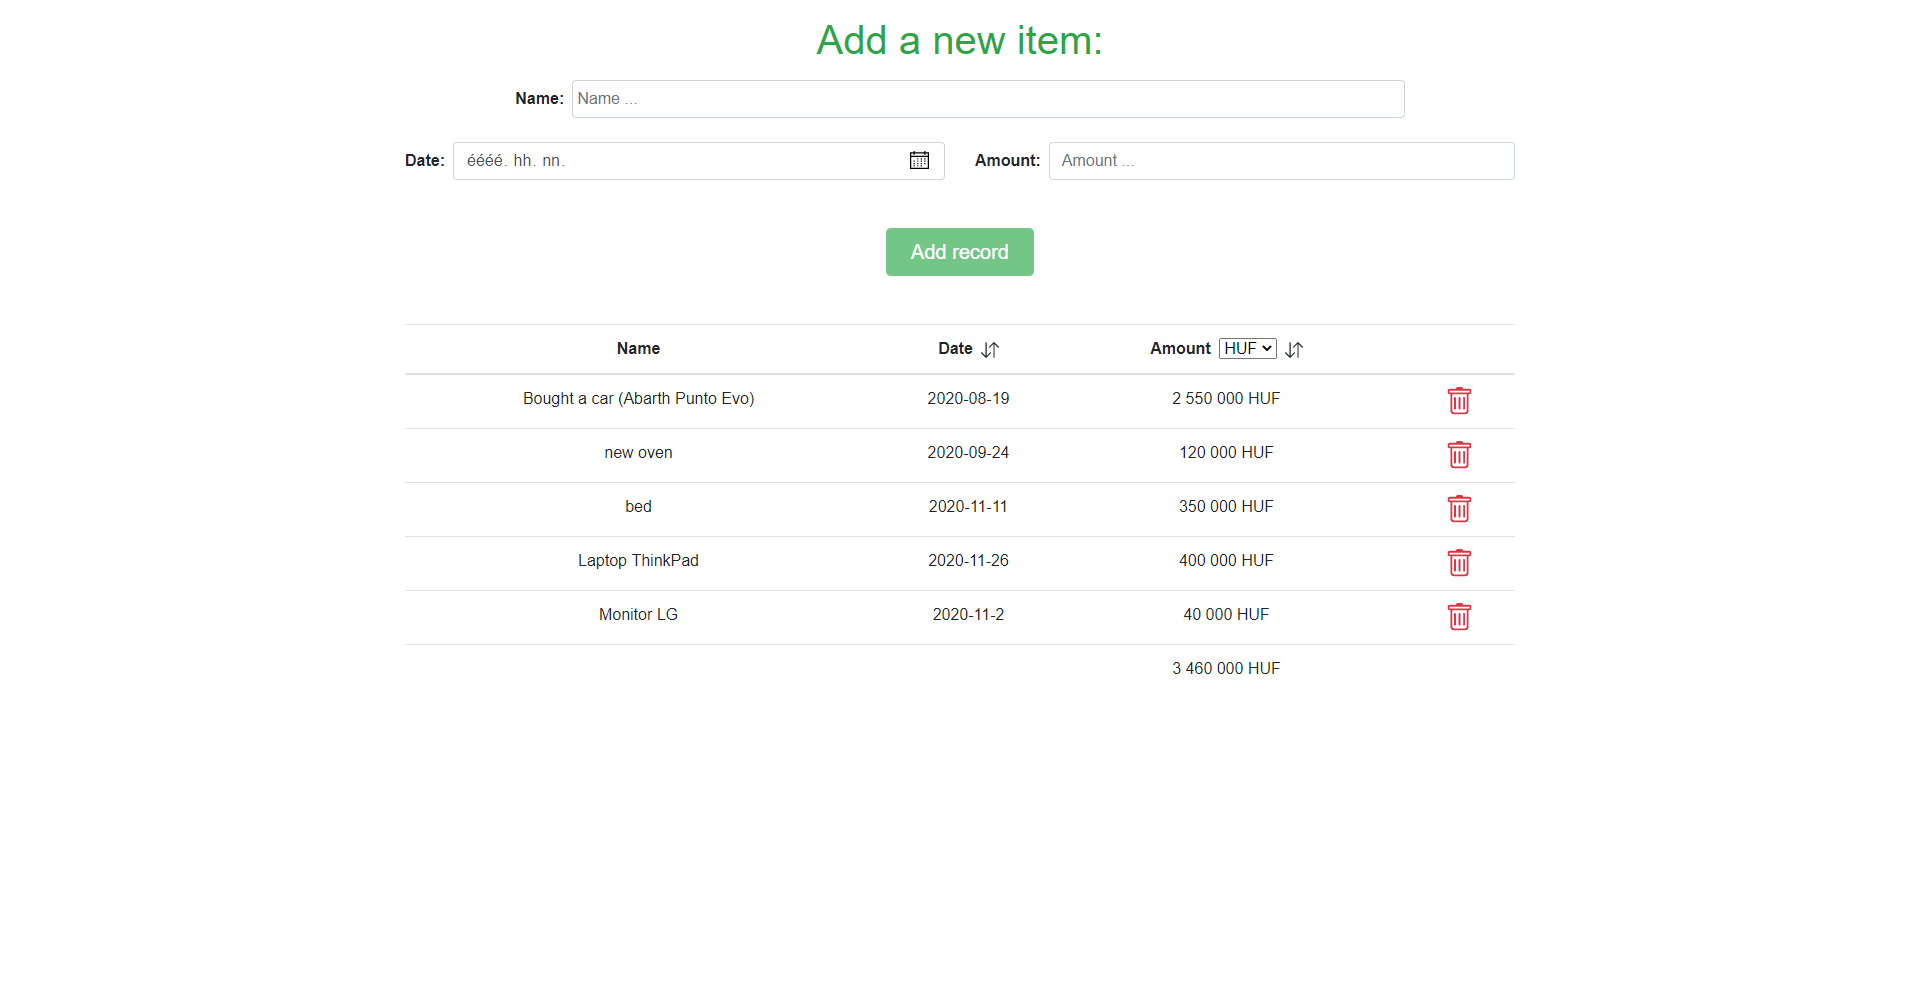 Add a new item:
Name: Name ...
Date: éééé. hh. nn. Amount: Amount ...
Add record
Name Date Amount HUF
Bought a car (Abarth Punto Evo) 2020-08-19 2 550 000 HUF
new oven 2020-09-24 120 000 HUF
bed 2020-11-11 350 000 HUF
Laptop ThinkPad 2020-11-26 400 000 HUF
Monitor LG 2020-11-2 40 000 HUF
3 460 000 HUF